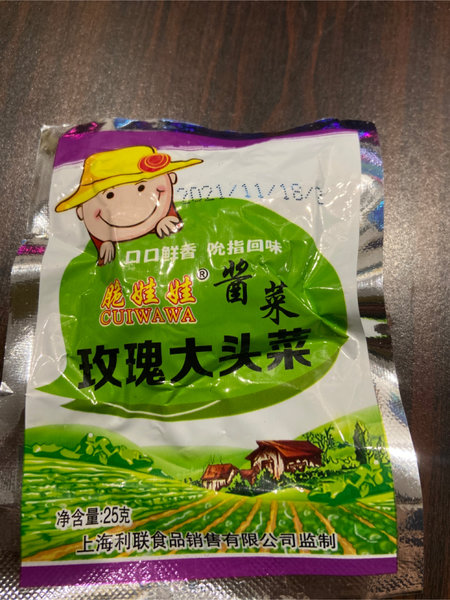 2021/11/18/
口口鲜香 吮指回味
脆娃娃®
CUIWAWA
酱菜
玫瑰大头菜
净含量:25克
上海利联食品销售有限公司监制